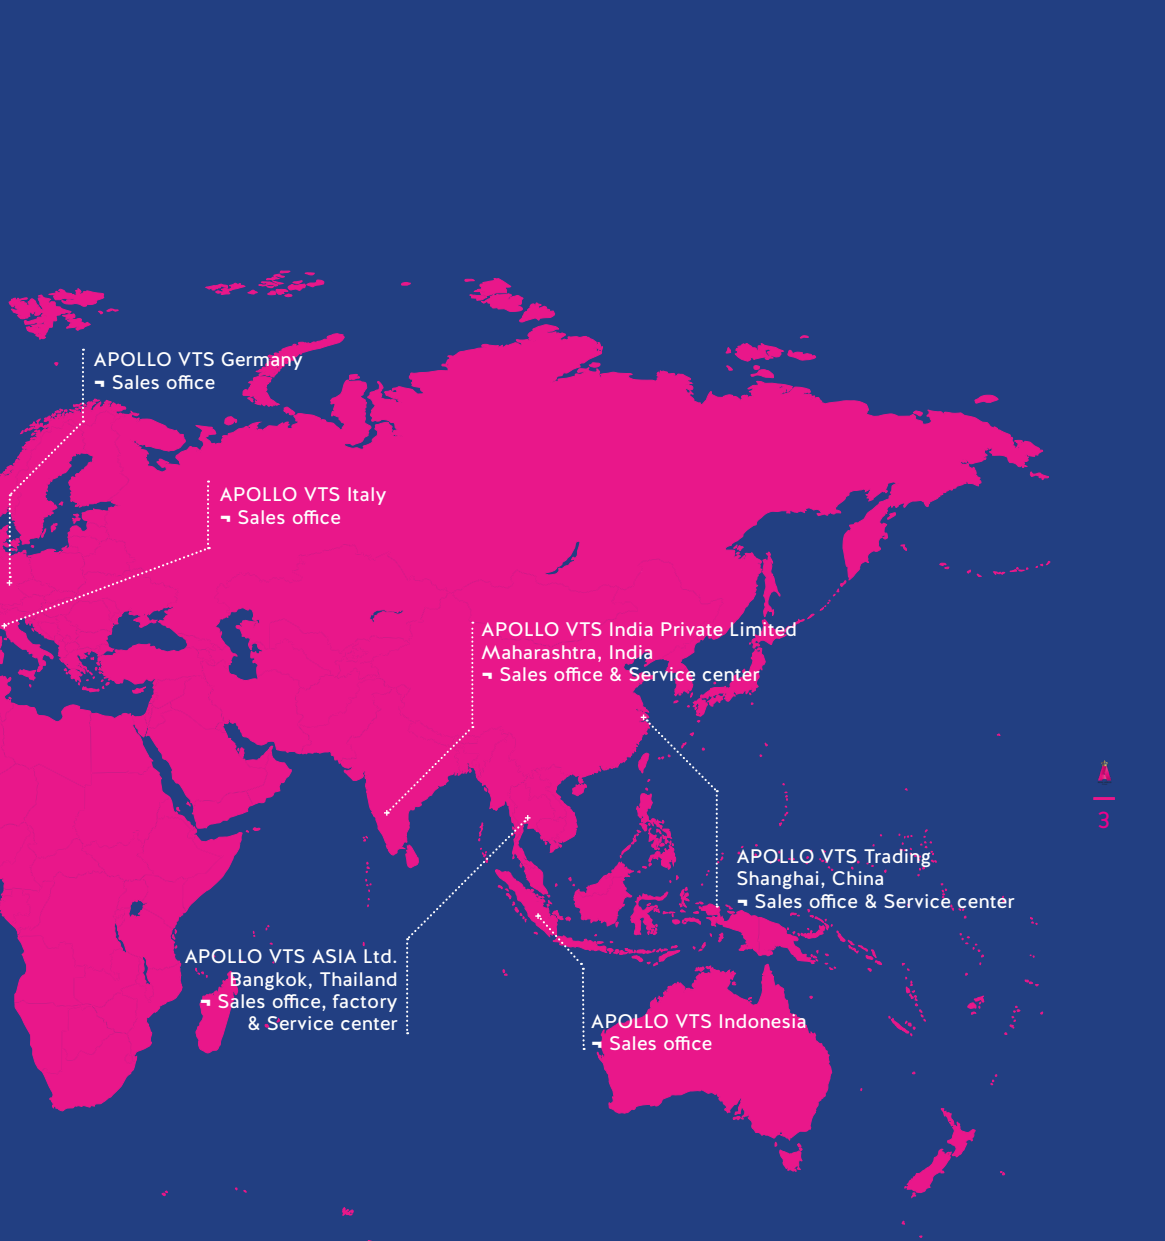 APOLLO VTS Germany
¬ Sales office
APOLLO VTS Italy
¬ Sales office
APOLLO VTS India Private Limited
Maharashtra, India
¬ Sales office & Service center
3
APOLLO VTS Trading
Shanghai, China
¬ Sales office & Service center
APOLLO VTS ASIA Ltd.
Bangkok, Thailand
¬ Sales office, factory
& Service center
APOLLO VTS Indonesia
¬ Sales office